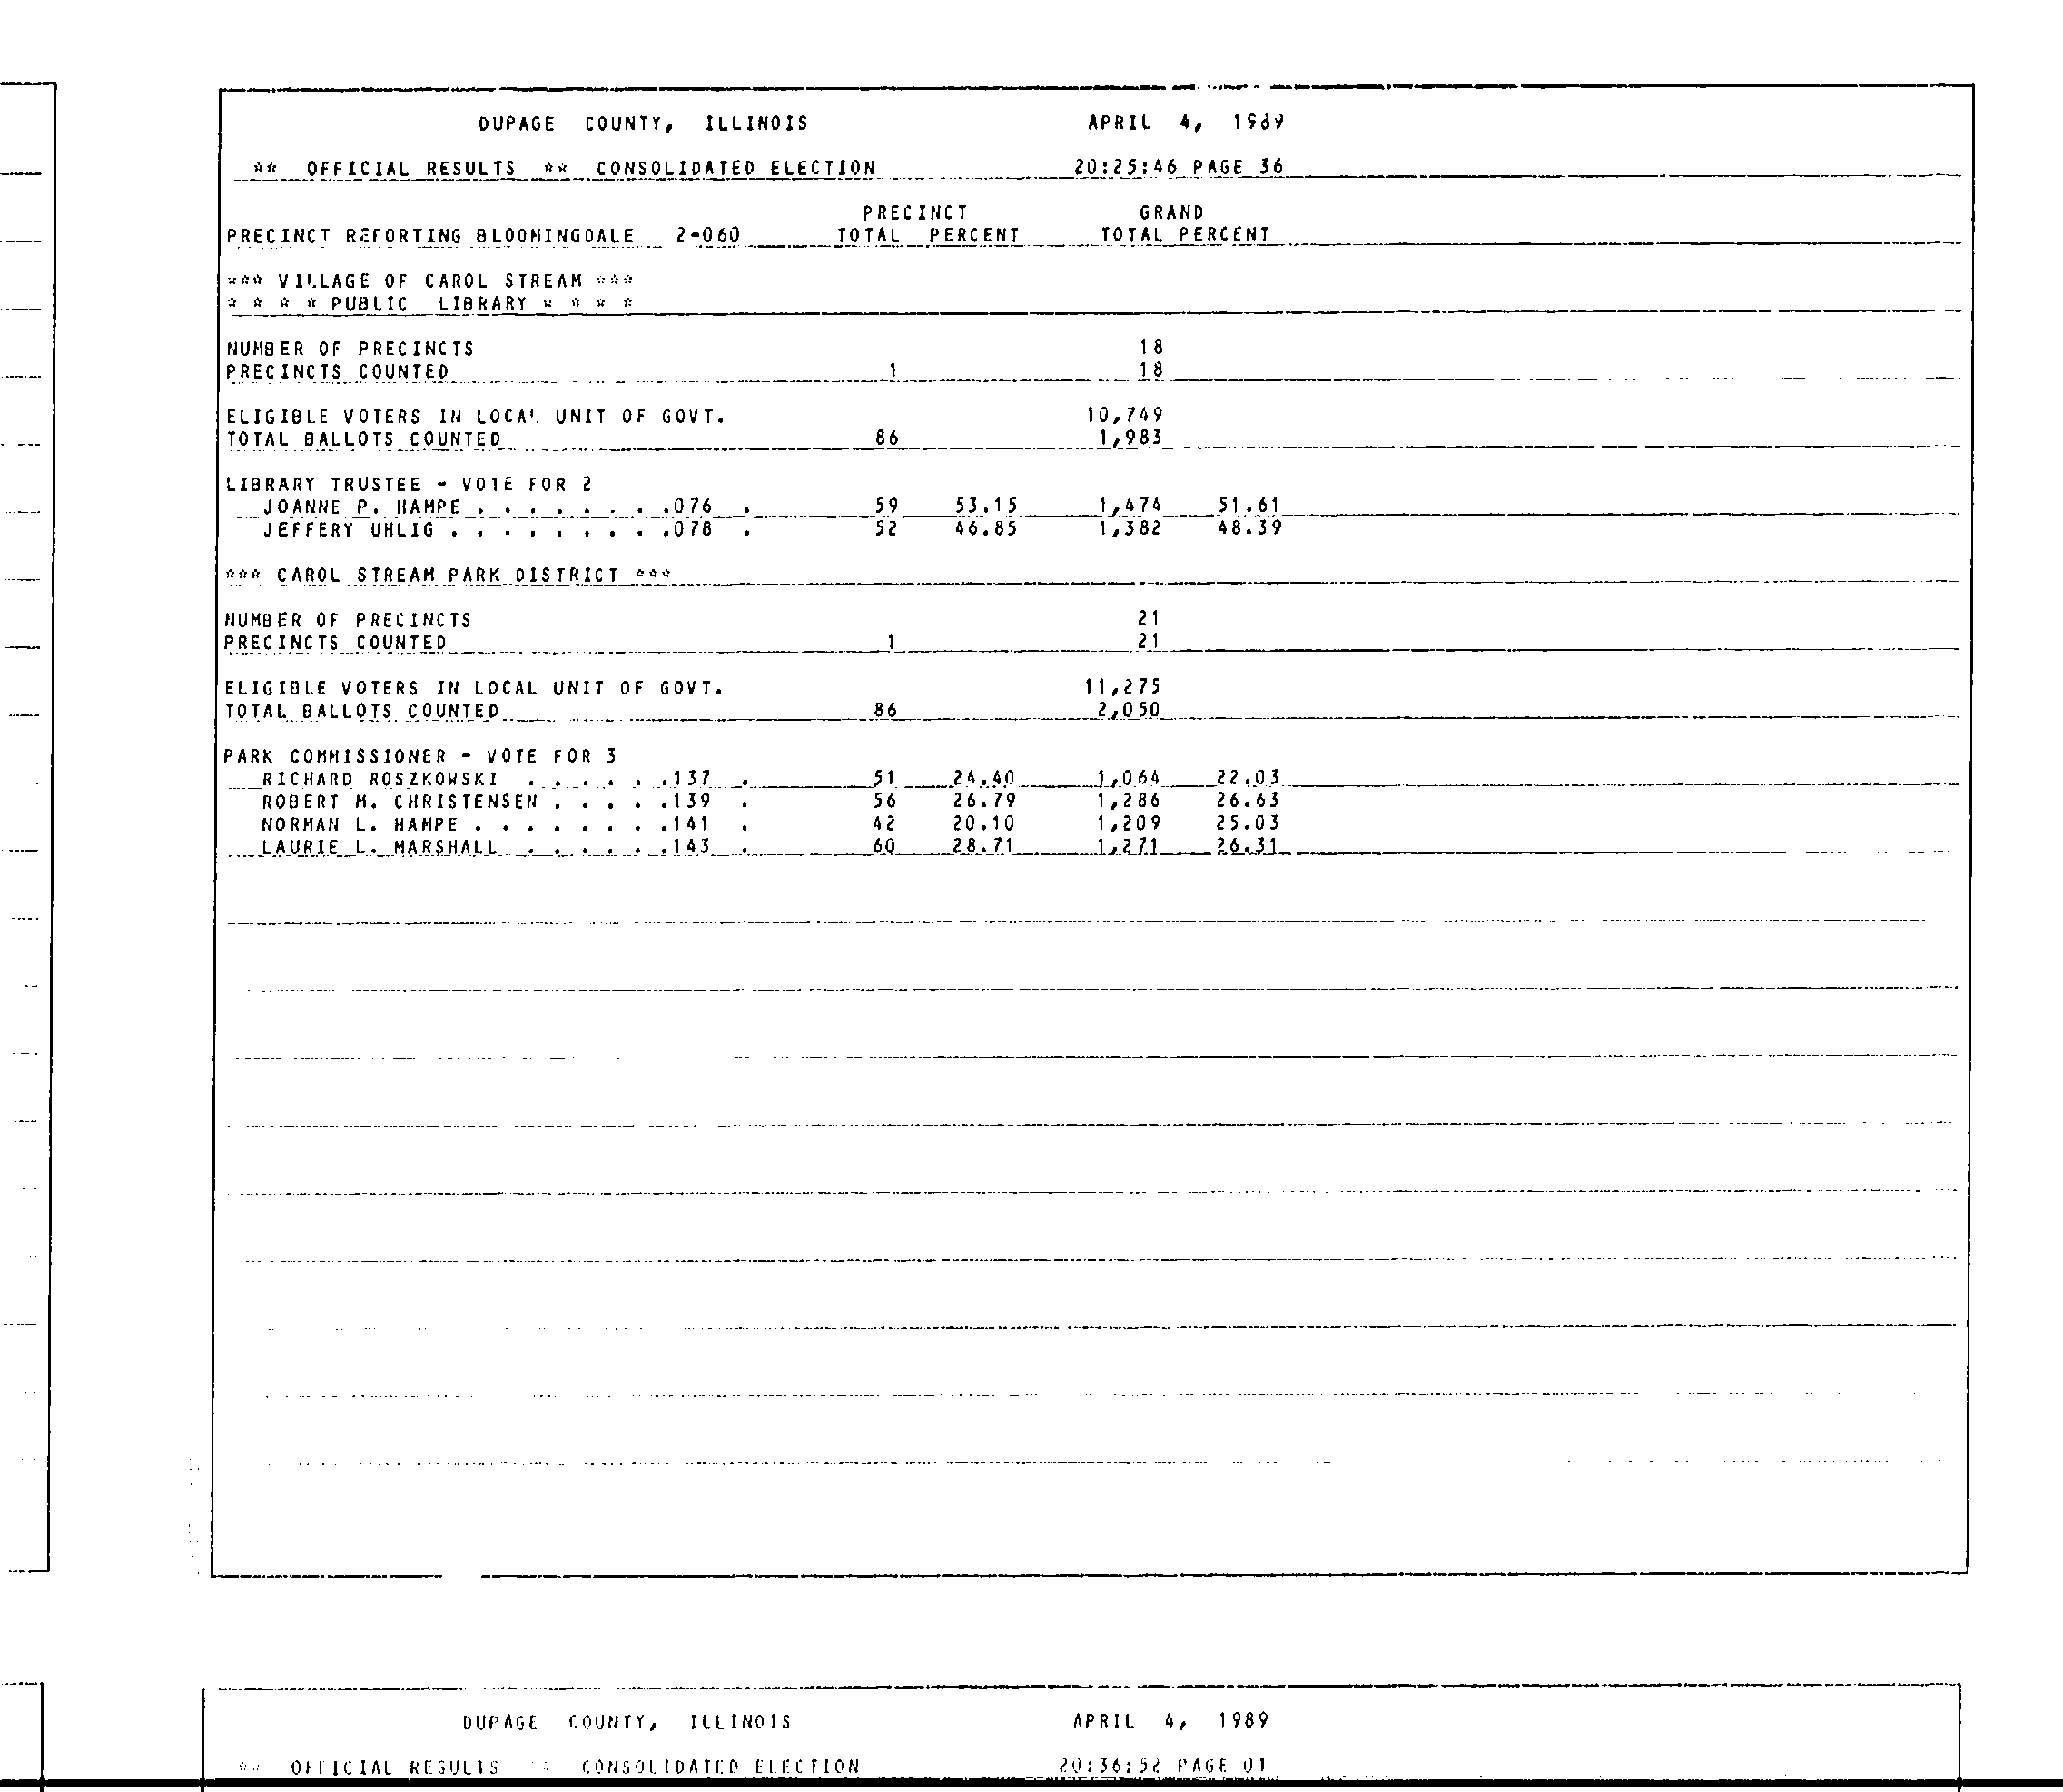 DUPAGE COUNTY, ILLINOIS APRIL 4, 1989
** OFFICIAL RESULTS ** CONSOLIDATED ELECTION 20:25:46 PAGE 36
PRECINCT GRAND
PRECINCT REPORTING BLOOMINGDALE 2-060 TOTAL PERCENT TOTAL PERCENT
*** VILLAGE OF CAROL STREAM ***
* * * * PUBLIC LIBRARY * * * *
NUMBER OF PRECINCTS 18
PRECINCTS COUNTED 1 18
ELIGIBLE VOTERS IN LOCAL UNIT OF GOVT. 10,749
TOTAL BALLOTS COUNTED 86 1,983
LIBRARY TRUSTEE - VOTE FOR 2
JOANNE P. HAMPE . . . . . . . .076 . 59 53.15 1,474 51.61
JEFFERY UHLIG . . . . . . . . .078 . 52 46.85 1,382 48.39
*** CAROL STREAM PARK DISTRICT ***
NUMBER OF PRECINCTS 21
PRECINCTS COUNTED 1 21
ELIGIBLE VOTERS IN LOCAL UNIT OF GOVT. 11,275
TOTAL BALLOTS COUNTED 86 2,050
PARK COMMISSIONER - VOTE FOR 3
RICHARD ROSZKOWSKI . . . . . .137 . 51 24.40 1,064 22.03
ROBERT M. CHRISTENSEN . . . . .139 . 56 26.79 1,286 26.63
NORMAN L. HAMPE . . . . . . . .141 . 42 20.10 1,209 25.03
LAURIE L. MARSHALL . . . . . .143 . 60 28.71 1,271 26.31
DUPAGE COUNTY, ILLINOIS APRIL 4, 1989
** OFFICIAL RESULTS ** CONSOLIDATED ELECTION 20:36:52 PAGE 01